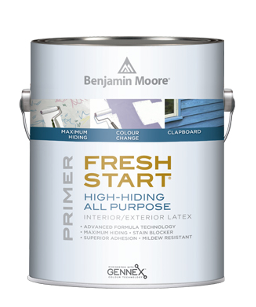 Benjamin Moore®
MAXIMUM
HIDING
COLOUR
CHANGE
CLAPBOARD
PRIMER
FRESH
START®
HIGH-HIDING
ALL PURPOSE
INTERIOR/EXTERIOR LATEX
• ADVANCED FORMULA TECHNOLOGY
• MAXIMUM HIDING • STAIN BLOCKER
• SUPERIOR ADHESION • MILDEW RESISTANT
GENNEX